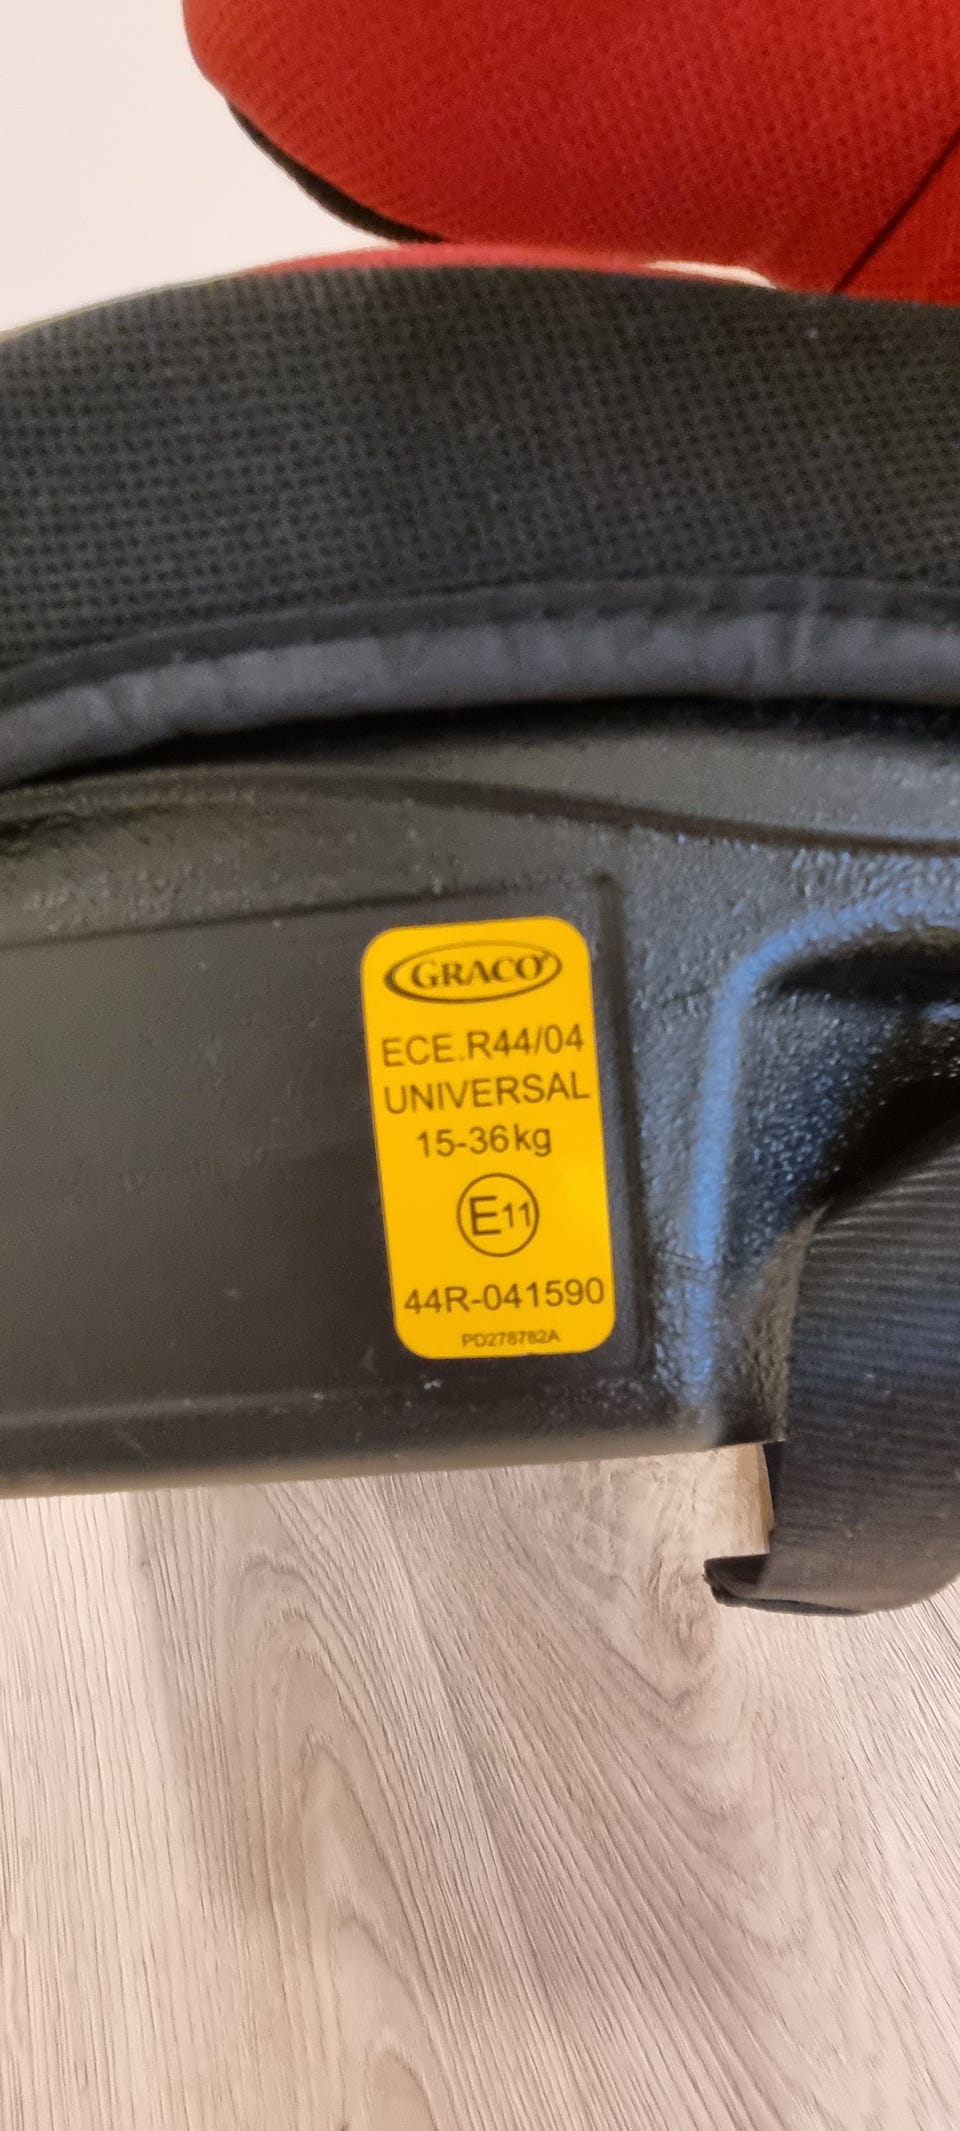 GRACO
ECE.R44/04
UNIVERSAL
15-36kg
E11
44R-041590
PD278782A